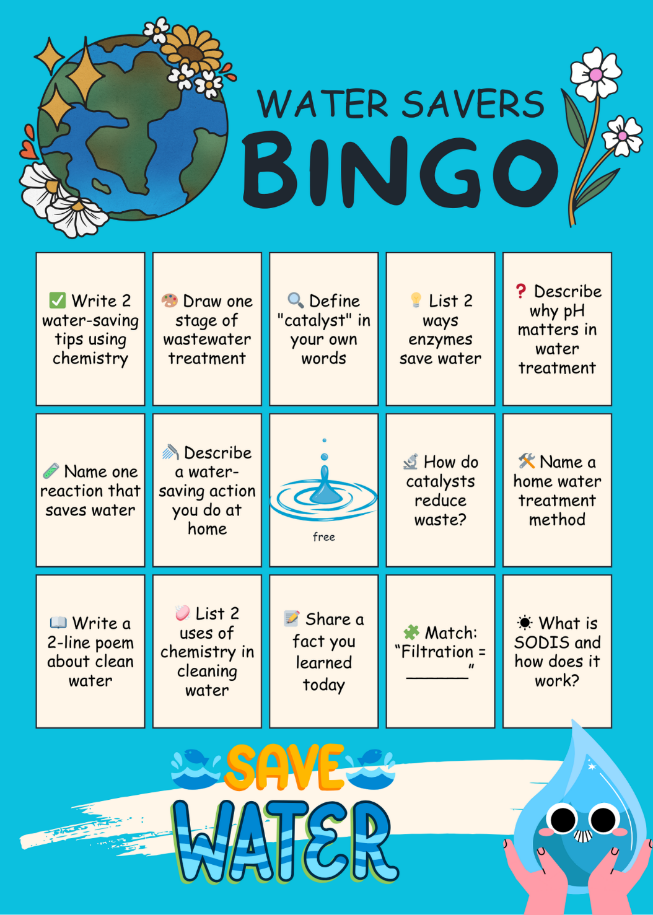 WATER SAVERS
BINGO
✅ Write 2
water-saving
tips using
chemistry
🎨 Draw one
stage of
wastewater
treatment
🔍 Define
"catalyst" in
your own
words
💡 List 2
ways
enzymes
save water
❓ Describe
why pH
matters in
water
treatment
🧪 Name one
reaction that
saves water
🚿 Describe
a water-
saving action
you do at
home
free
🔬 How do
catalysts
reduce
waste?
🛠 Name a
home water
treatment
method
📖 Write a
2-line poem
about clean
water
🧼 List 2
uses of
chemistry in
cleaning
water
📝 Share a
fact you
learned
today
🧩 Match:
“Filtration =
______”
☀ What is
SODIS and
how does it
work?
SAVE
WATER